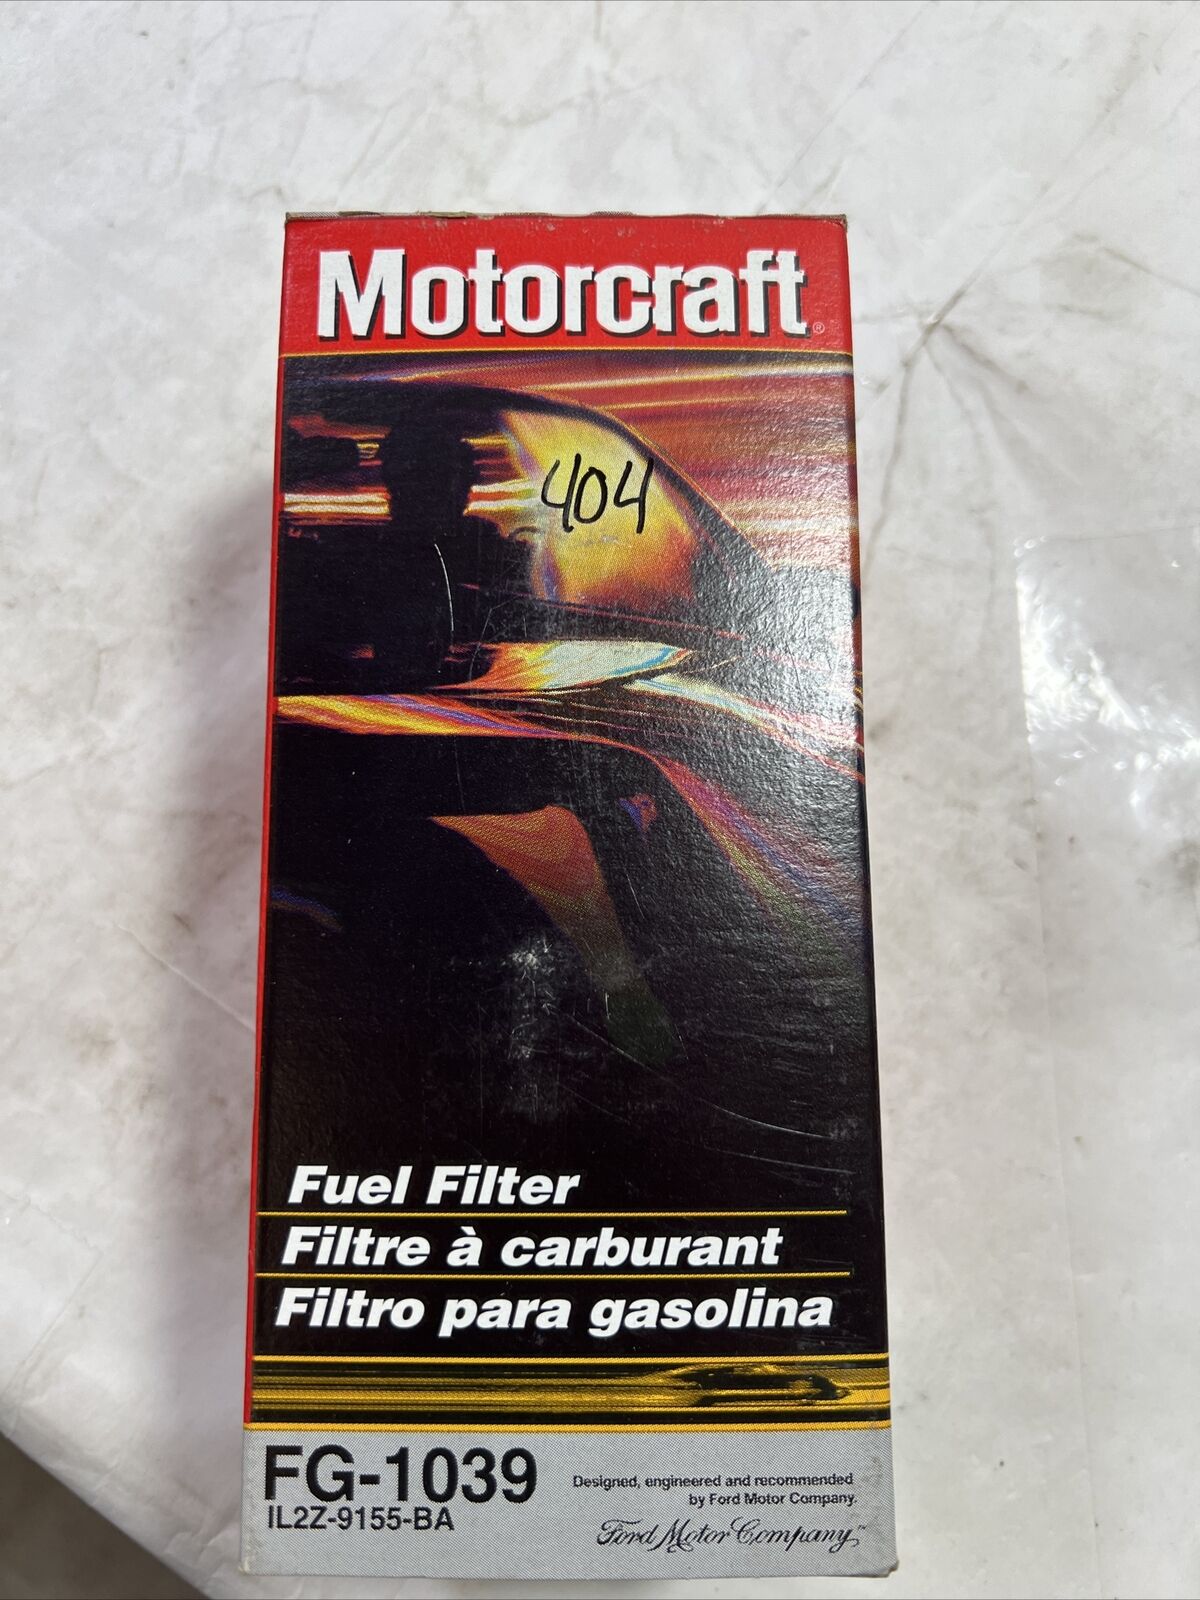 Motorcraft®
404
Fuel Filter
Filtre à carburant
Filtro para gasolina
FG-1039
IL2Z-9155-BA
Designed, engineered and recommended
by Ford Motor Company.
Ford Motor Company™